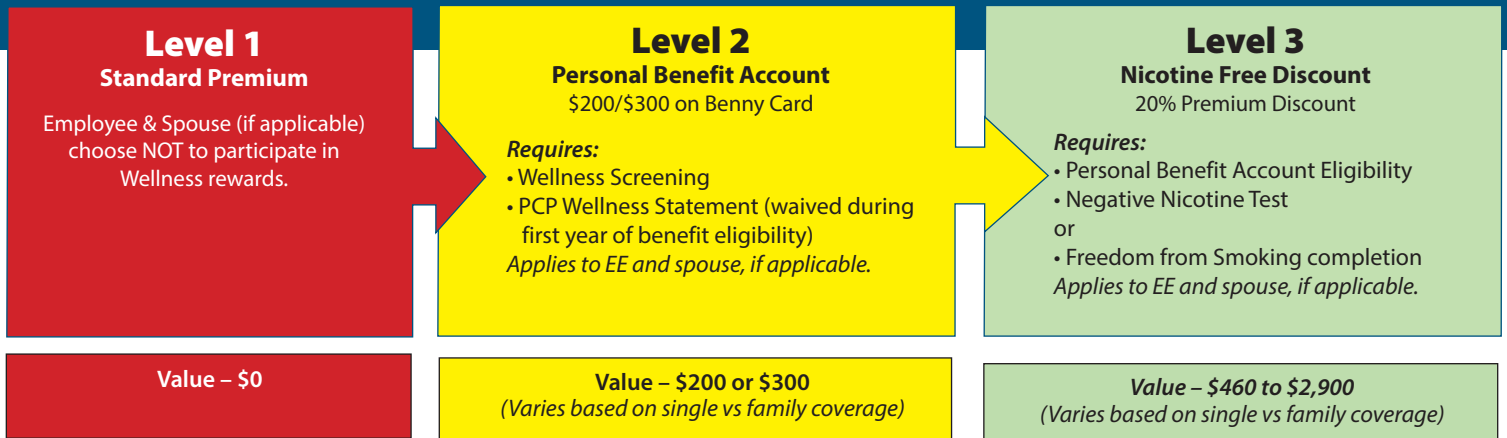 Level 1
Standard Premium
Employee & Spouse (if applicable)
choose NOT to participate in
Wellness rewards.
Value – $0
Level 2
Personal Benefit Account
$200/$300 on Benny Card
Requires:
• Wellness Screening
• PCP Wellness Statement (waived during
first year of benefit eligibility)
Applies to EE and spouse, if applicable.
Value – $200 or $300
(Varies based on single vs family coverage)
Level 3
Nicotine Free Discount
20% Premium Discount
Requires:
• Personal Benefit Account Eligibility
• Negative Nicotine Test
or
• Freedom from Smoking completion
Applies to EE and spouse, if applicable.
Value – $460 to $2,900
(Varies based on single vs family coverage)